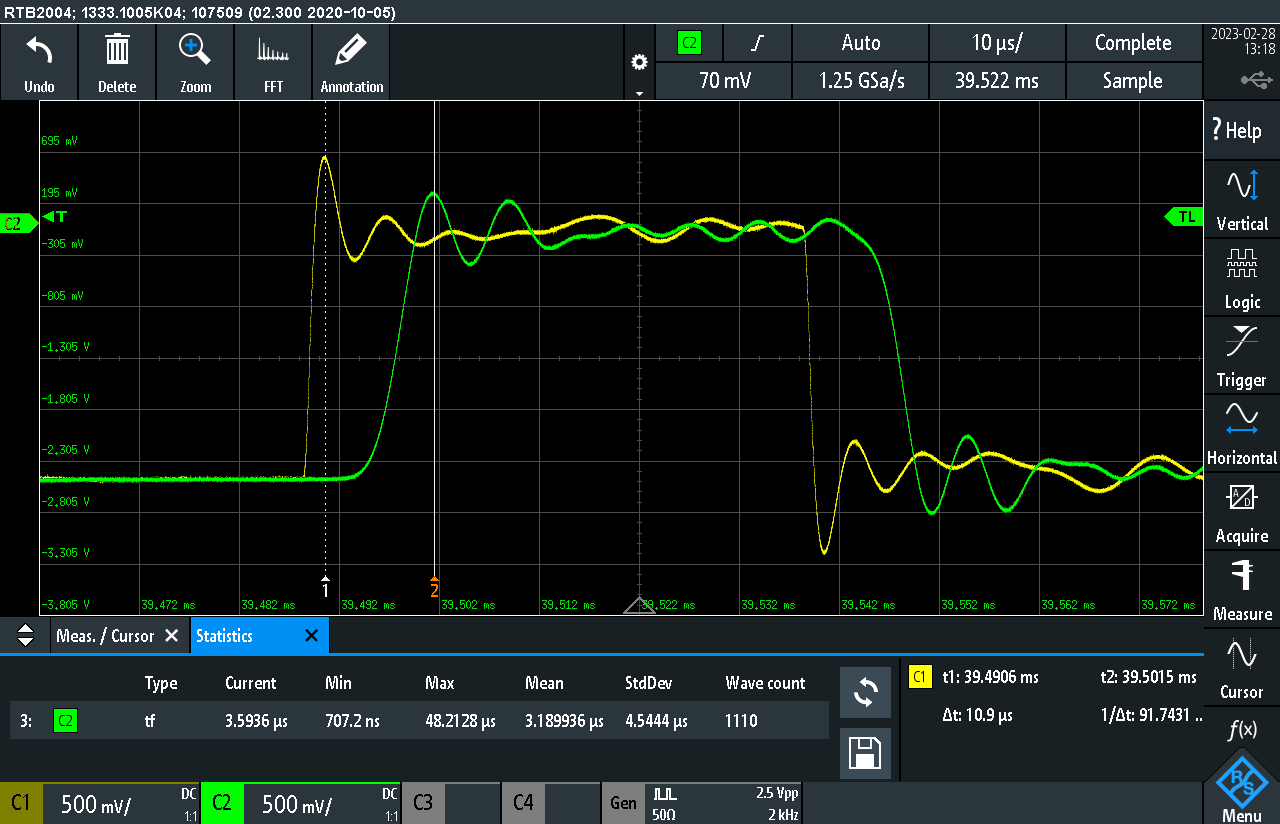 RTB2004; 1333.1005K04; 107509 (02.300 2020-10-05)
Undo
Delete
Zoom
FFT
Annotation
C2
Auto
10 µs/
Complete
2023-02-28
13:18
70 mV
1.25 GSa/s
39.522 ms
Sample
695 mV
195 mV
-305 mV
-805 mV
-1.305 V
-1.805 V
-2.305 V
-2.805 V
-3.305 V
-3.805 V
C2
T
TL
1
2
39.472 ms
39.482 ms
39.492 ms
39.502 ms
39.512 ms
39.522 ms
39.532 ms
39.542 ms
39.552 ms
39.562 ms
39.572 ms
? Help
Vertical
Logic
Trigger
Horizontal
A/D
Acquire
Measure
Cursor
f(x)
R&S
Menu
Meas. / Cursor
Statistics
Type Current Min Max Mean StdDev Wave count
3: C2 tf 3.5936 µs 707.2 ns 48.2128 µs 3.189936 µs 4.5444 µs 1110
C1 t1: 39.4906 ms t2: 39.5015 ms
Δt: 10.9 µs 1/Δt: 91.7431 ..
C1 500 mV/ DC 1:1
C2 500 mV/ DC 1:1
C3
C4
Gen 2.5 Vpp
50Ω 2 kHz